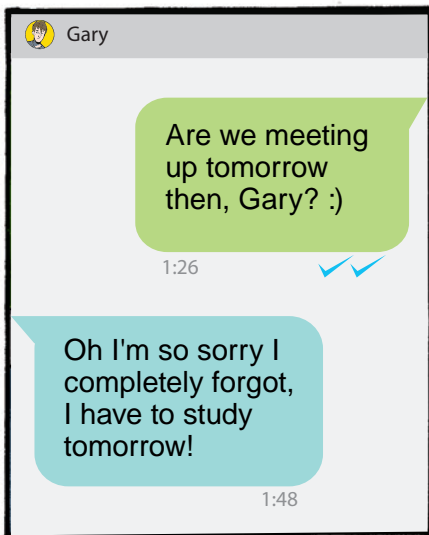 Gary
Are we meeting
up tomorrow
then, Gary? :)
1:26
Oh I'm so sorry I
completely forgot,
I have to study
tomorrow!
1:48